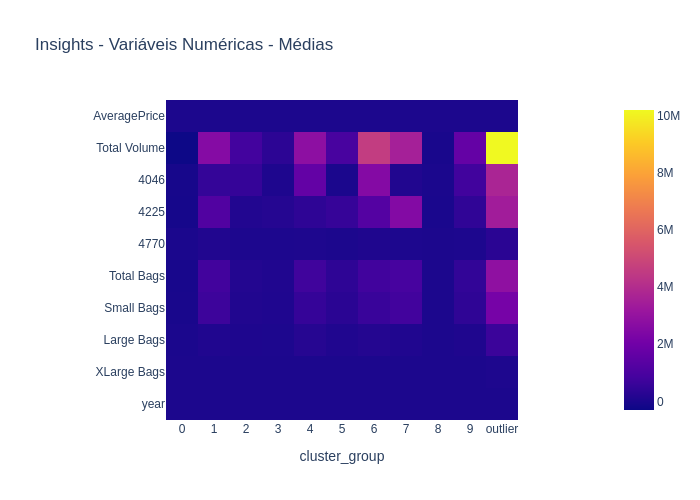 Insights - Variáveis Numéricas - Médias
AveragePrice
Total Volume
4046
4225
4770
Total Bags
Small Bags
Large Bags
XLarge Bags
year
0 1 2 3 4 5 6 7 8 9 outlier
cluster_group
10M
8M
6M
4M
2M
0